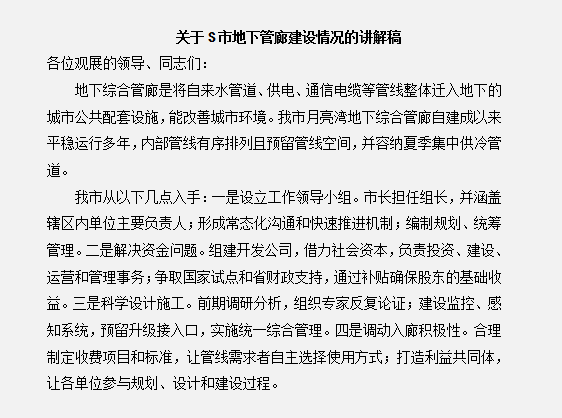 关于S市地下管廊建设情况的讲解稿
各位观展的领导、同志们：
地下综合管廊是将自来水管道、供电、通信电缆等管线整体迁入地下的
城市公共配套设施，能改善城市环境。我市月亮湾地下综合管廊自建成以来
平稳运行多年，内部管线有序排列且预留管线空间，并容纳夏季集中供冷管
道。
我市从以下几点入手：一是设立工作领导小组。市长担任组长，并涵盖
辖区内单位主要负责人；形成常态化沟通和快速推进机制；编制规划、统筹
管理。二是解决资金问题。组建开发公司，借力社会资本，负责投资、建设、
运营和管理事务；争取国家试点和省财政支持，通过补贴确保股东的基础收
益。三是科学设计施工。前期调研分析，组织专家反复论证；建设监控、感
知系统，预留升级接入口，实施统一综合管理。四是调动入廊积极性。合理
制定收费项目和标准，让管线需求者自主选择使用方式；打造利益共同体，
让各单位参与规划、设计和建设过程。